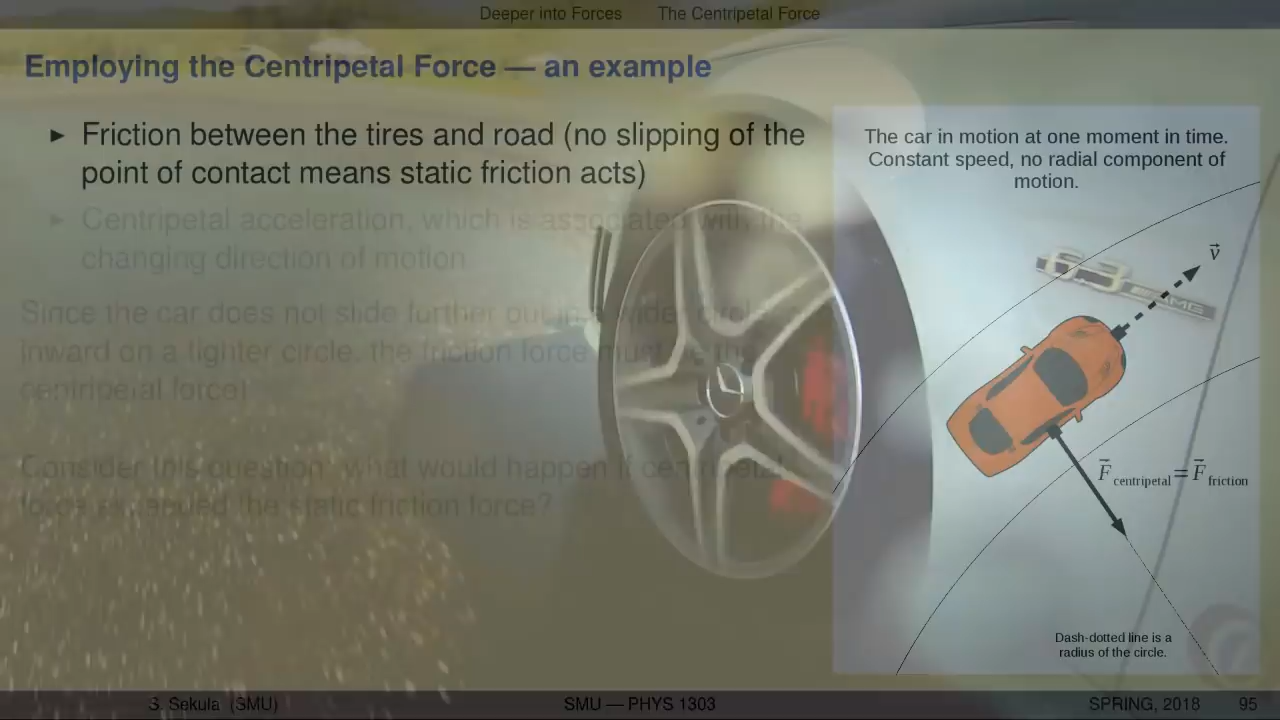 Deeper into Forces The Centripetal Force
Employing the Centripetal Force — an example
► Friction between the tires and road (no slipping of the
point of contact means static friction acts)
► Centripetal acceleration, which is associated with the
changing direction of motion
Since the car does not slide further out in a wider circle
inward on a tighter circle, the friction force must be the
centripetal force!
Consider this question: what would happen if centripetal
force exceeded the static friction force?
The car in motion at one moment in time.
Constant speed, no radial component of
motion.
v⃗
63 AMG
F⃗ centripetal = F⃗ friction
Dash-dotted line is a
radius of the circle.
S. Sekula (SMU) SMU — PHYS 1303 SPRING, 2018 95